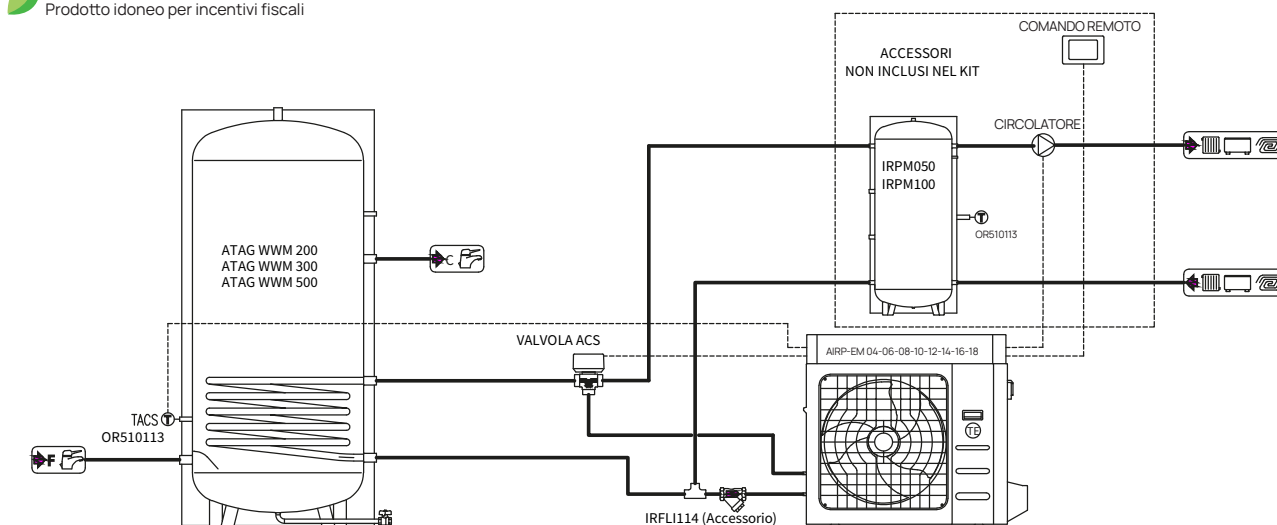 Prodotto idoneo per incentivi fiscali
COMANDO REMOTO
ACCESSORI
NON INCLUSI NEL KIT
CIRCOLATORE
IRPM050
IRPM100
T
OR510113
ATAG WWM 200
ATAG WWM 300
ATAG WWM 500
C
VALVOLA ACS
AIRP-EM 04-06-08-10-12-14-16-18
TACS T
OR510113
TE
F
IRFLI114 (Accessorio)